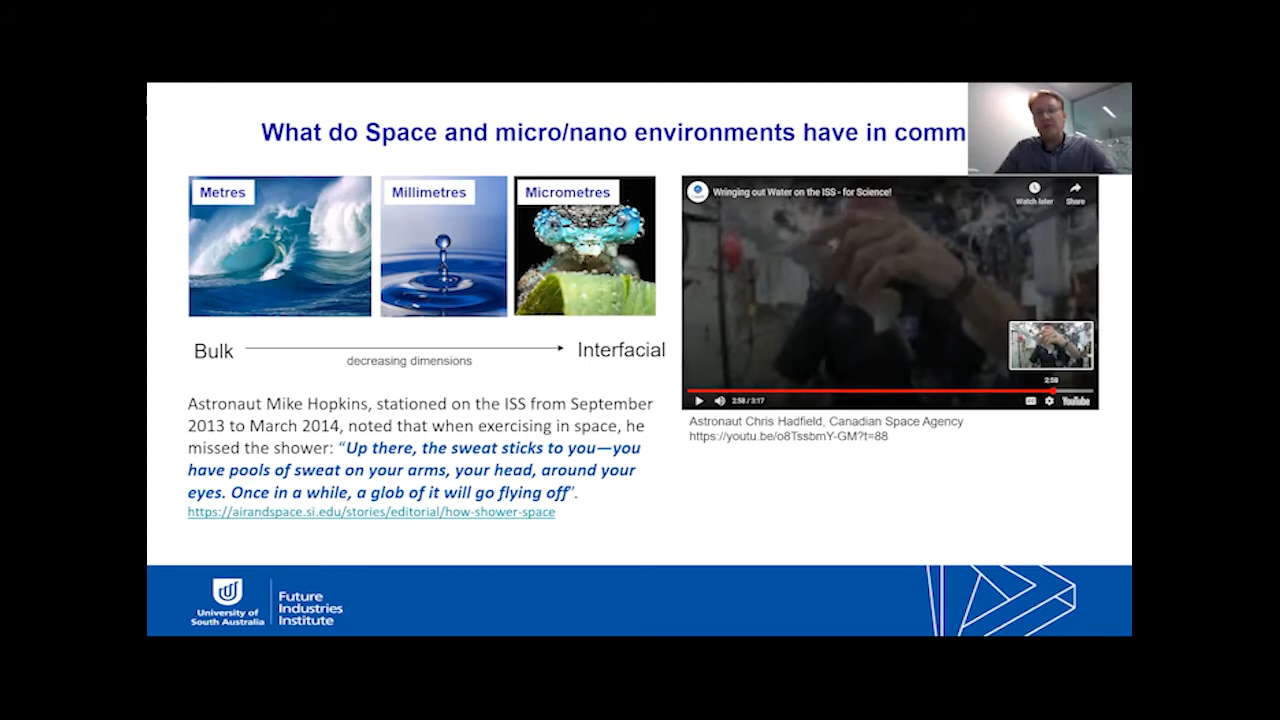 What do Space and micro/nano environments have in comm
Metres
Millimetres
Micrometres
Bulk
decreasing dimensions
Interfacial
Astronaut Mike Hopkins, stationed on the ISS from September
2013 to March 2014, noted that when exercising in space, he
missed the shower: “Up there, the sweat sticks to you—you
have pools of sweat on your arms, your head, around your
eyes. Once in a while, a glob of it will go flying off”.
https://airandspace.si.edu/stories/editorial/how-shower-space
Wringing out Water on the ISS - for Science!
Watch later
Share
2:58
2:58 / 3:17
YouTube
Astronaut Chris Hadfield, Canadian Space Agency
https://youtu.be/o8TssbmY-GM?t=88
University of
South Australia
Future
Industries
Institute